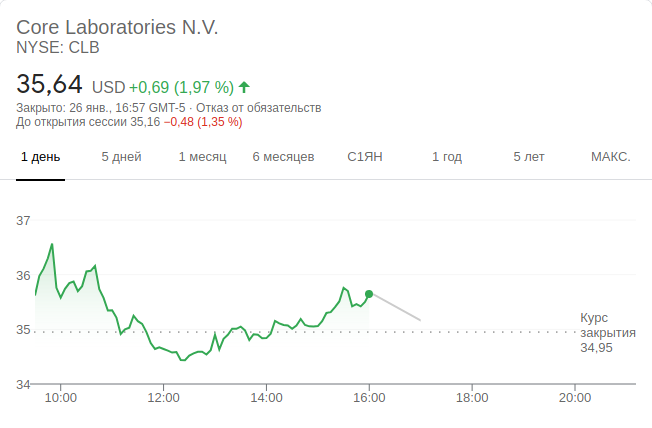 Core Laboratories N.V.
NYSE: CLB
35,64 USD +0,69 (1,97 %)
Закрыто: 26 янв., 16:57 GMT-5 · Отказ от обязательств
До открытия сессии 35,16 −0,48 (1,35 %)
1 день 5 дней 1 месяц 6 месяцев С1ЯН 1 год 5 лет МАКС.
37
36
35
34
Курс
закрытия
34,95
10:00 12:00 14:00 16:00 18:00 20:00